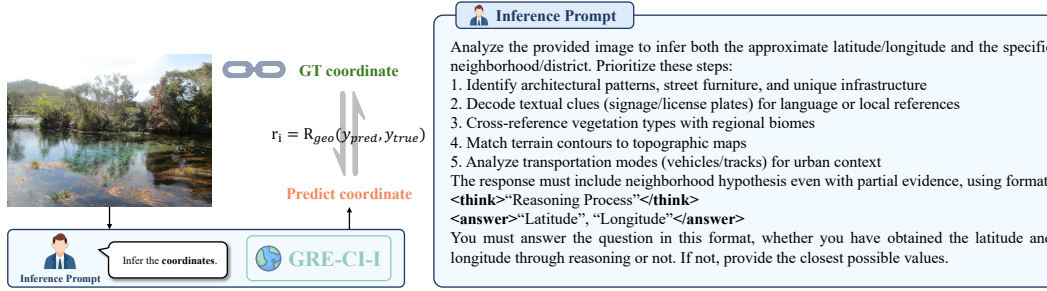 GT coordinate
r_i = R_geo(y_pred, y_true)
Predict coordinate
Infer the coordinates.
Inference Prompt
GRE-CI-I
Inference Prompt
Analyze the provided image to infer both the approximate latitude/longitude and the specific
neighborhood/district. Prioritize these steps:
1. Identify architectural patterns, street furniture, and unique infrastructure
2. Decode textual clues (signage/license plates) for language or local references
3. Cross-reference vegetation types with regional biomes
4. Match terrain contours to topographic maps
5. Analyze transportation modes (vehicles/tracks) for urban context
The response must include neighborhood hypothesis even with partial evidence, using format
<think>“Reasoning Process”</think>
<answer>“Latitude”, “Longitude”</answer>
You must answer the question in this format, whether you have obtained the latitude and
longitude through reasoning or not. If not, provide the closest possible values.